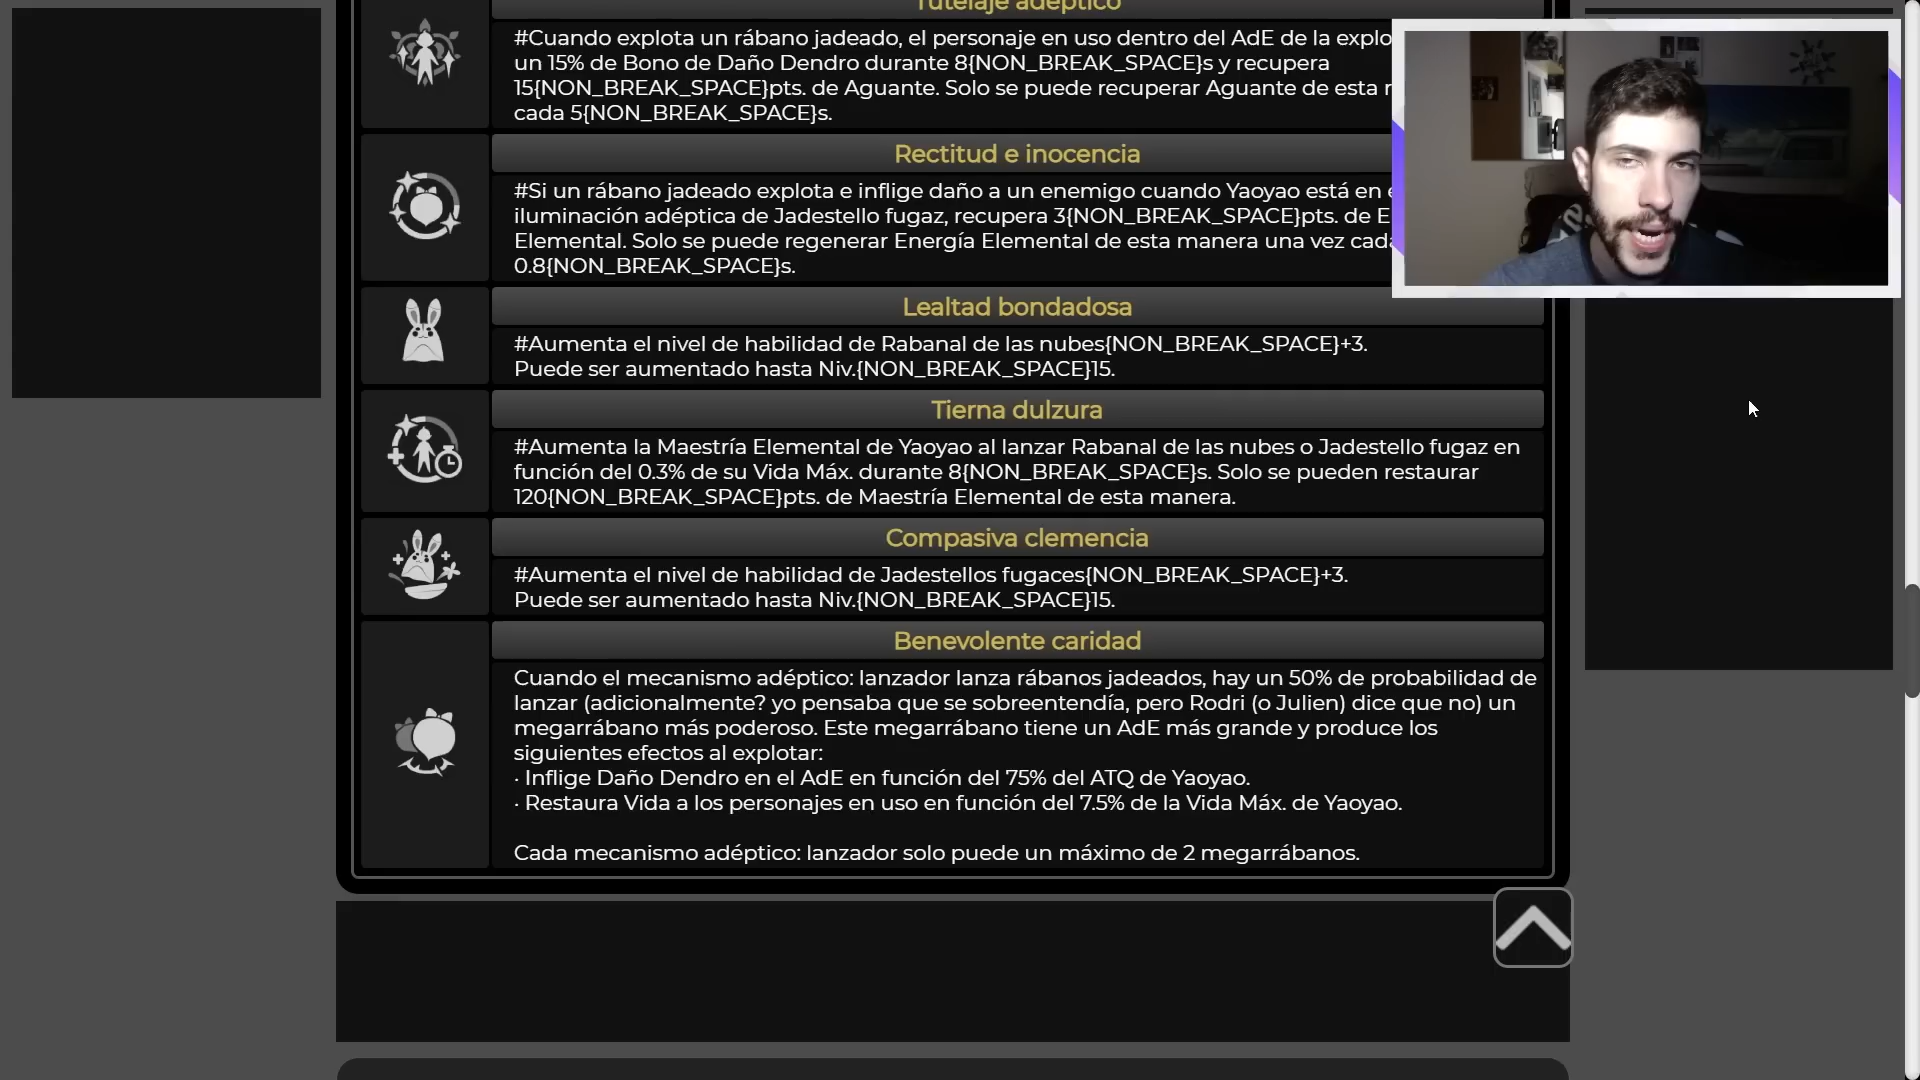 Tutelaje adéptico
#Cuando explota un rábano jadeado, el personaje en uso dentro del AdE de la explo
un 15% de Bono de Daño Dendro durante 8{NON_BREAK_SPACE}s y recupera
15{NON_BREAK_SPACE}pts. de Aguante. Solo se puede recuperar Aguante de esta
cada 5{NON_BREAK_SPACE}s.
Rectitud e inocencia
#Si un rábano jadeado explota e inflige daño a un enemigo cuando Yaoyao está en
iluminación adéptica de Jadestello fugaz, recupera 3{NON_BREAK_SPACE}pts. de E
Elemental. Solo se puede regenerar Energía Elemental de esta manera una vez cada
0.8{NON_BREAK_SPACE}s.
Lealtad bondadosa
#Aumenta el nivel de habilidad de Rabanal de las nubes{NON_BREAK_SPACE}+3.
Puede ser aumentado hasta Niv.{NON_BREAK_SPACE}15.
Tierna dulzura
#Aumenta la Maestría Elemental de Yaoyao al lanzar Rabanal de las nubes o Jadestello fugaz en
función del 0.3% de su Vida Máx. durante 8{NON_BREAK_SPACE}s. Solo se pueden restaurar
120{NON_BREAK_SPACE}pts. de Maestría Elemental de esta manera.
Compasiva clemencia
#Aumenta el nivel de habilidad de Jadestellos fugaces{NON_BREAK_SPACE}+3.
Puede ser aumentado hasta Niv.{NON_BREAK_SPACE}15.
Benevolente caridad
Cuando el mecanismo adéptico: lanzador lanza rábanos jadeados, hay un 50% de probabilidad de
lanzar (adicionalmente? yo pensaba que se sobreentendía, pero Rodri (o Julien) dice que no) un
megarrábano más poderoso. Este megarrábano tiene un AdE más grande y produce los
siguientes efectos al explotar:
· Inflige Daño Dendro en el AdE en función del 75% del ATQ de Yaoyao.
· Restaura Vida a los personajes en uso en función del 7.5% de la Vida Máx. de Yaoyao.
Cada mecanismo adéptico: lanzador solo puede un máximo de 2 megarrábanos.